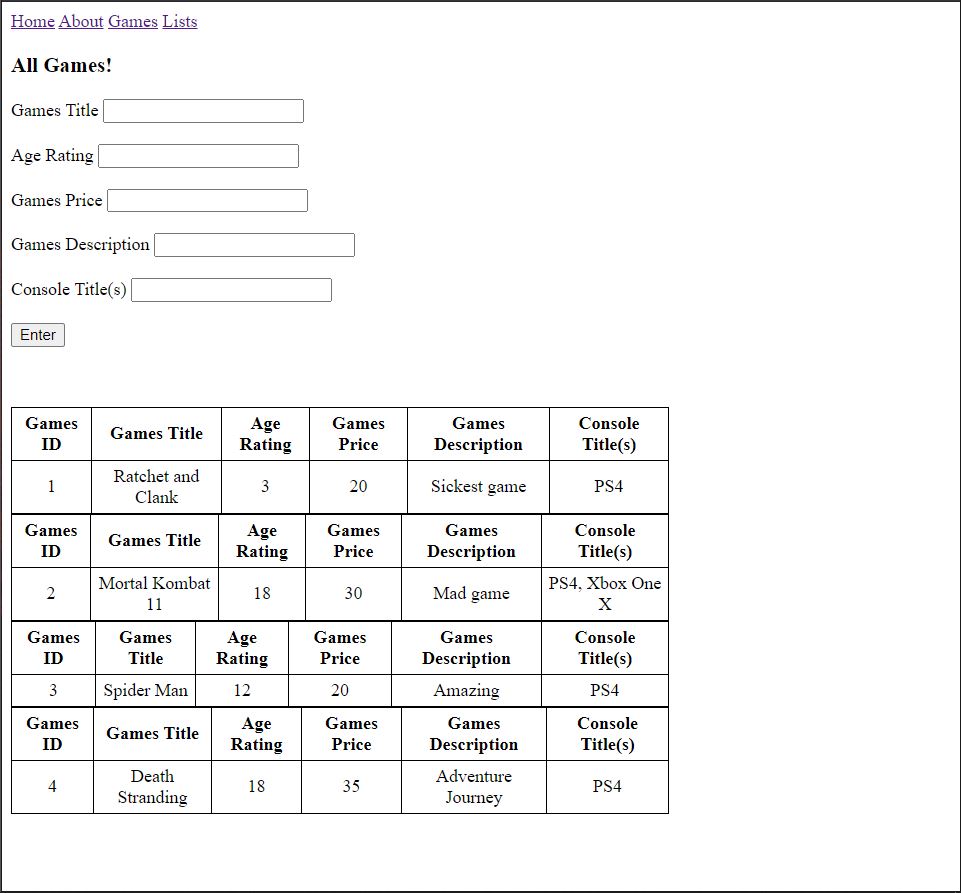 Home About Games Lists
All Games!
Games Title
Age Rating
Games Price
Games Description
Console Title(s)
Enter
Games ID Games Title Age Rating Games Price Games Description Console Title(s)
1 Ratchet and Clank 3 20 Sickest game PS4
Games ID Games Title Age Rating Games Price Games Description Console Title(s)
2 Mortal Kombat 11 18 30 Mad game PS4, Xbox One X
Games ID Games Title Age Rating Games Price Games Description Console Title(s)
3 Spider Man 12 20 Amazing PS4
Games ID Games Title Age Rating Games Price Games Description Console Title(s)
4 Death Stranding 18 35 Adventure Journey PS4